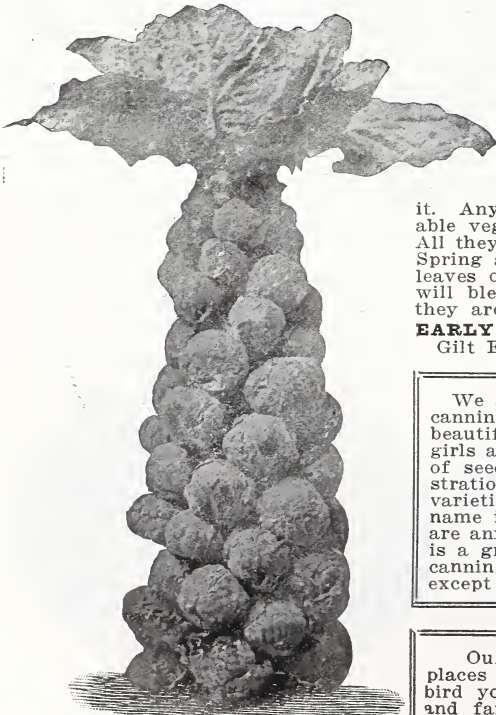 it. Any
able veg
All they
Spring a
leaves o
will ble
they are
EARLY
Gilt E
We
cannin
beautif
girls a
of see
stratio
varieti
name i
are an
is a gr
cannin
except
Ou
places
bird yo
and fa